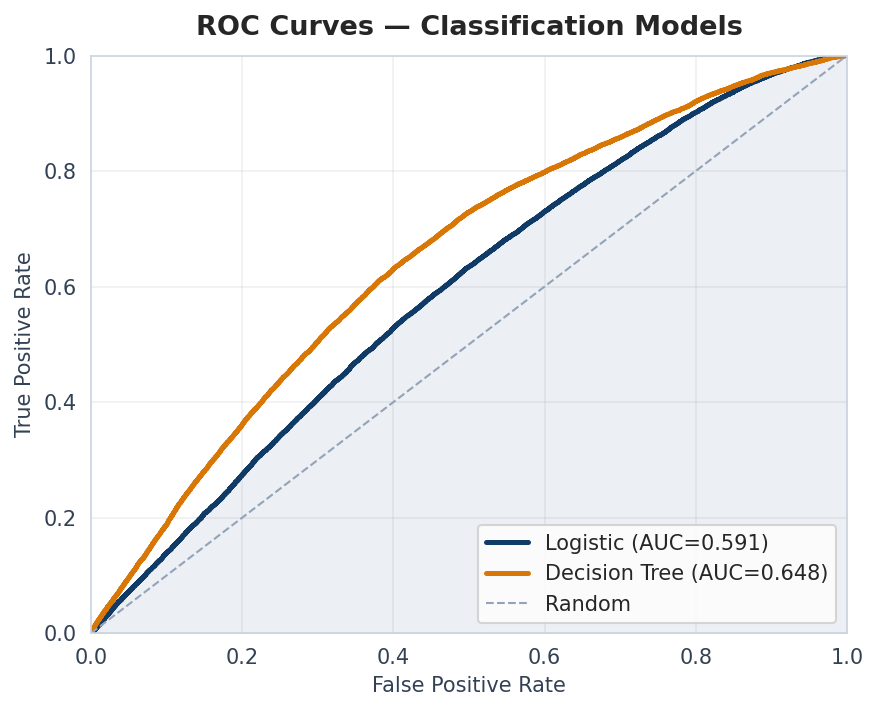 ROC Curves — Classification Models
1.0
0.8
0.6
0.4
0.2
0.0
True Positive Rate
Logistic (AUC=0.591)
Decision Tree (AUC=0.648)
Random
0.0 0.2 0.4 0.6 0.8 1.0
False Positive Rate